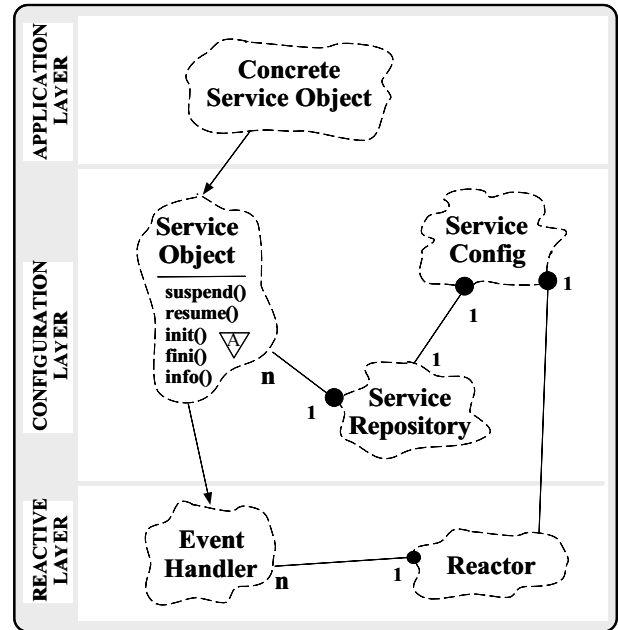 APPLICATION
LAYER
Concrete
Service Object
CONFIGURATION
LAYER
Service
Object
suspend()
resume()
init()
fini()
info()
A
Service
Config
1
1
1
n
1
Service
Repository
REACTIVE
LAYER
Event
Handler
n
1
Reactor